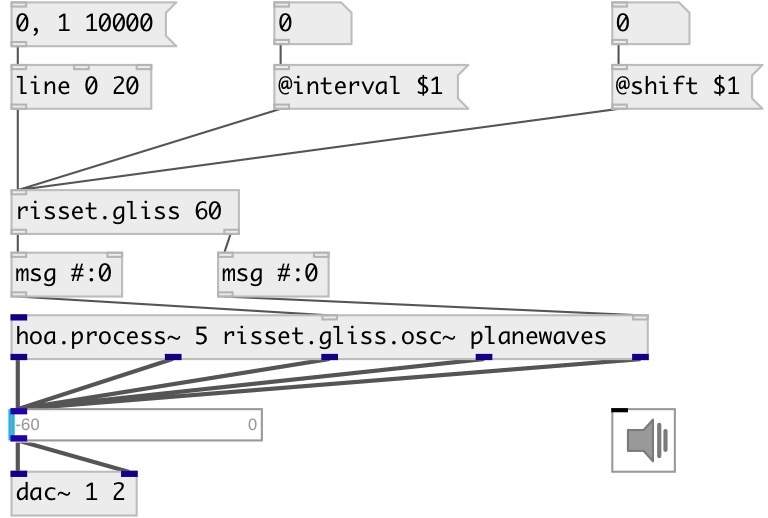 0, 1 10000
0
0
line 0 20
@interval $1
@shift $1
risset.gliss 60
msg #:0
msg #:0
hoa.process~ 5 risset.gliss.osc~ planewaves
-60
0
dac~ 1 2